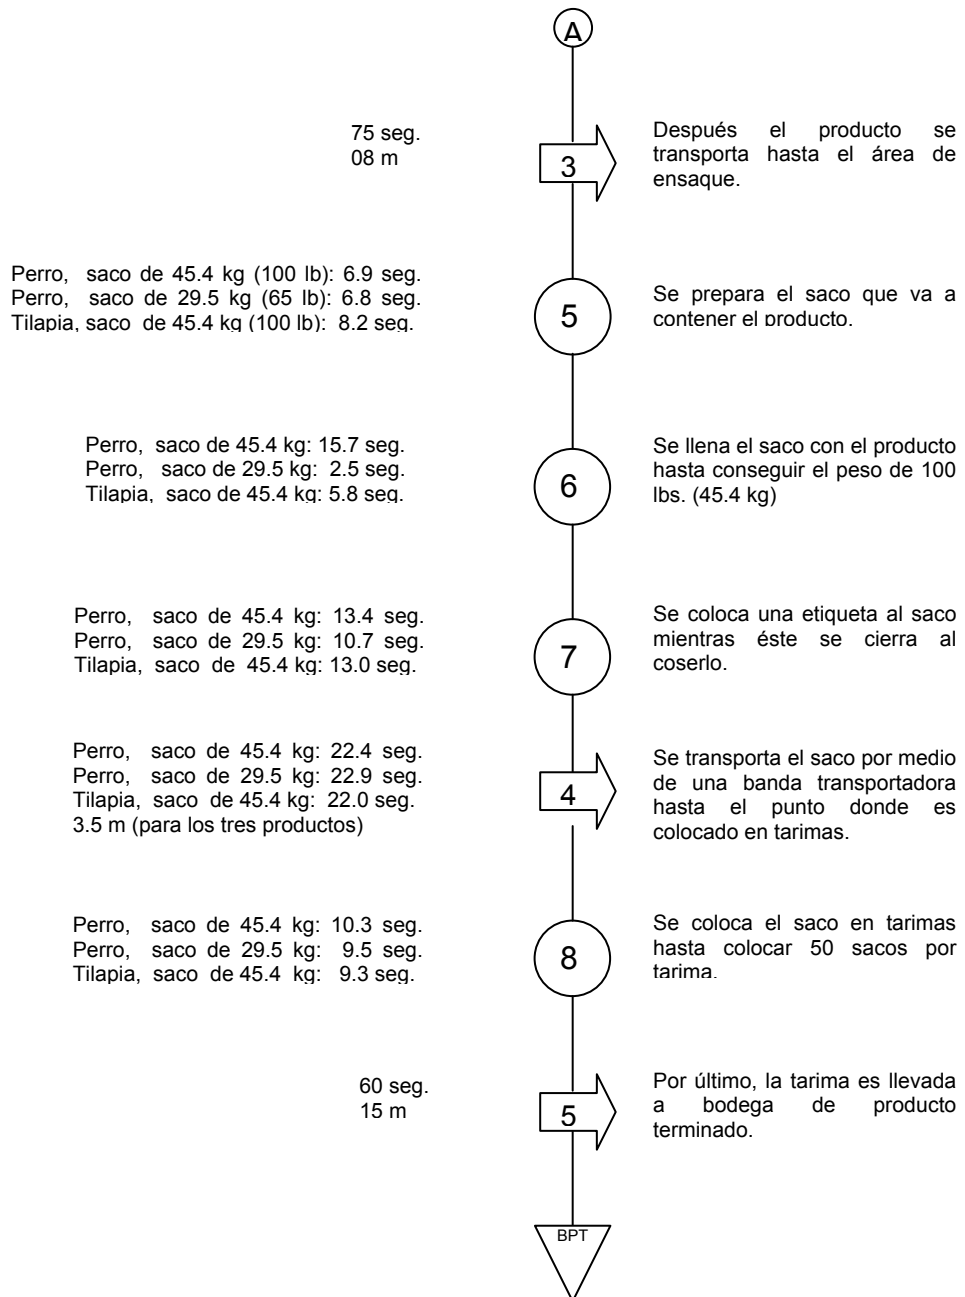 A
75 seg.
08 m
3
Después el producto se
transporta hasta el área de
ensaque.
Perro, saco de 45.4 kg (100 lb): 6.9 seg.
Perro, saco de 29.5 kg (65 lb): 6.8 seg.
Tilapia, saco de 45.4 kg (100 lb): 8.2 seg.
5
Se prepara el saco que va a
contener el producto.
Perro, saco de 45.4 kg: 15.7 seg.
Perro, saco de 29.5 kg: 2.5 seg.
Tilapia, saco de 45.4 kg: 5.8 seg.
6
Se llena el saco con el producto
hasta conseguir el peso de 100
lbs. (45.4 kg)
Perro, saco de 45.4 kg: 13.4 seg.
Perro, saco de 29.5 kg: 10.7 seg.
Tilapia, saco de 45.4 kg: 13.0 seg.
7
Se coloca una etiqueta al saco
mientras éste se cierra al
coserlo.
Perro, saco de 45.4 kg: 22.4 seg.
Perro, saco de 29.5 kg: 22.9 seg.
Tilapia, saco de 45.4 kg: 22.0 seg.
3.5 m (para los tres productos)
4
Se transporta el saco por medio
de una banda transportadora
hasta el punto donde es
colocado en tarimas.
Perro, saco de 45.4 kg: 10.3 seg.
Perro, saco de 29.5 kg: 9.5 seg.
Tilapia, saco de 45.4 kg: 9.3 seg.
8
Se coloca el saco en tarimas
hasta colocar 50 sacos por
tarima.
60 seg.
15 m
5
Por último, la tarima es llevada
a bodega de producto
terminado.
BPT